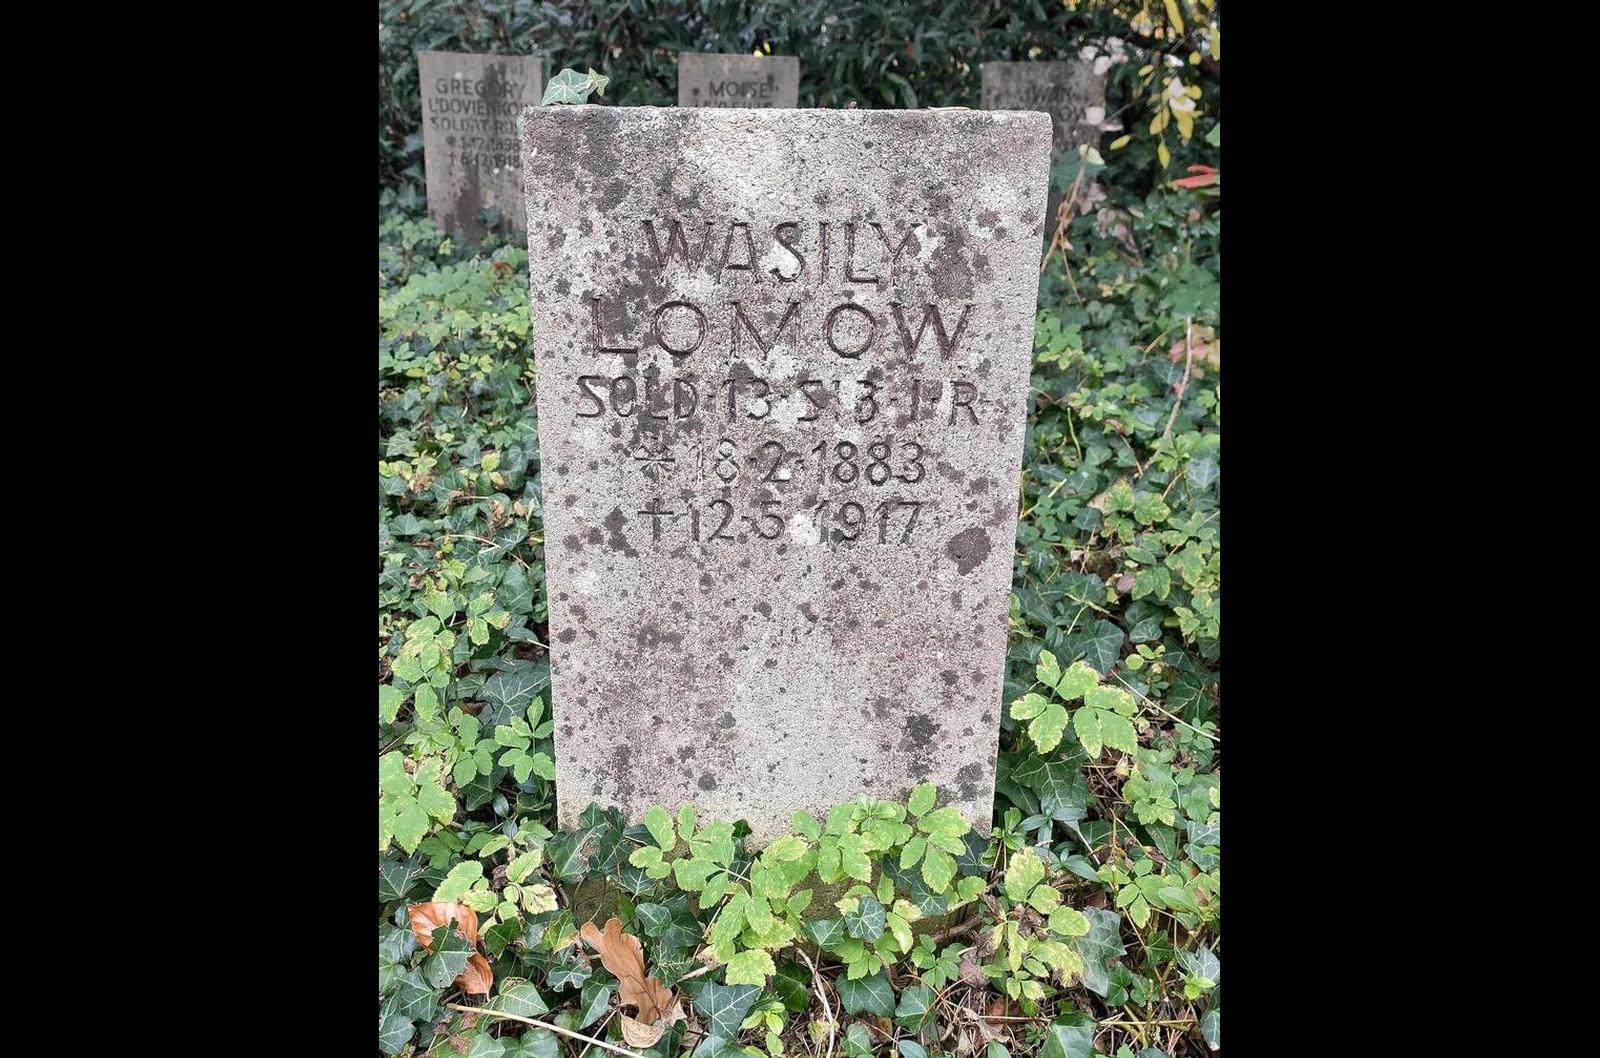 GREGORY
SOLDAT
MOISE
WASILY
LOMOW
SOLD·13·S'B·J·R
* 18·2·1883
† 12·5·1917